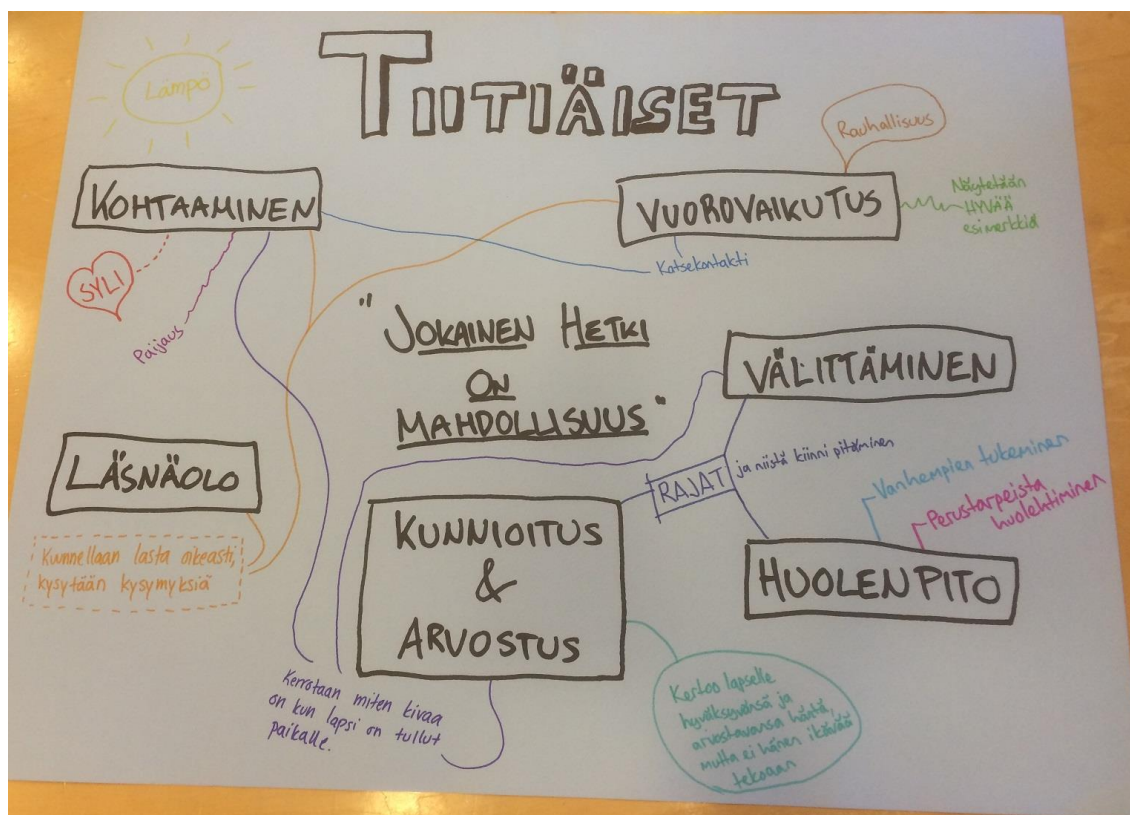 Lämpö
TIITIÄISET
Rauhallisuus
KOHTAAMINEN
VUOROVAIKUTUS
Näytetään
HYVÄÄ
esimerkkiä
SYLI
Paijaus
Katsekontakti
"JOKAINEN HETKI
ON
MAHDOLLISUUS"
VÄLITTÄMINEN
LÄSNÄOLO
RAJAT
ja niistä kiinni pitäminen
Vanhempien tukeminen
Perustarpeista
huolehtiminen
KUNNIOITUS
&
ARVOSTUS
HUOLENPITO
Kunnellaan lasta oikeasti,
kysytään kysymyksiä
Kerrotaan miten kivaa
on kun lapsi on tullut
paikalle.
Kertoo lapselle
hyväksyvänsä ja
arvostavansa häntä,
mutta ei hänen ikävää
tekoaan